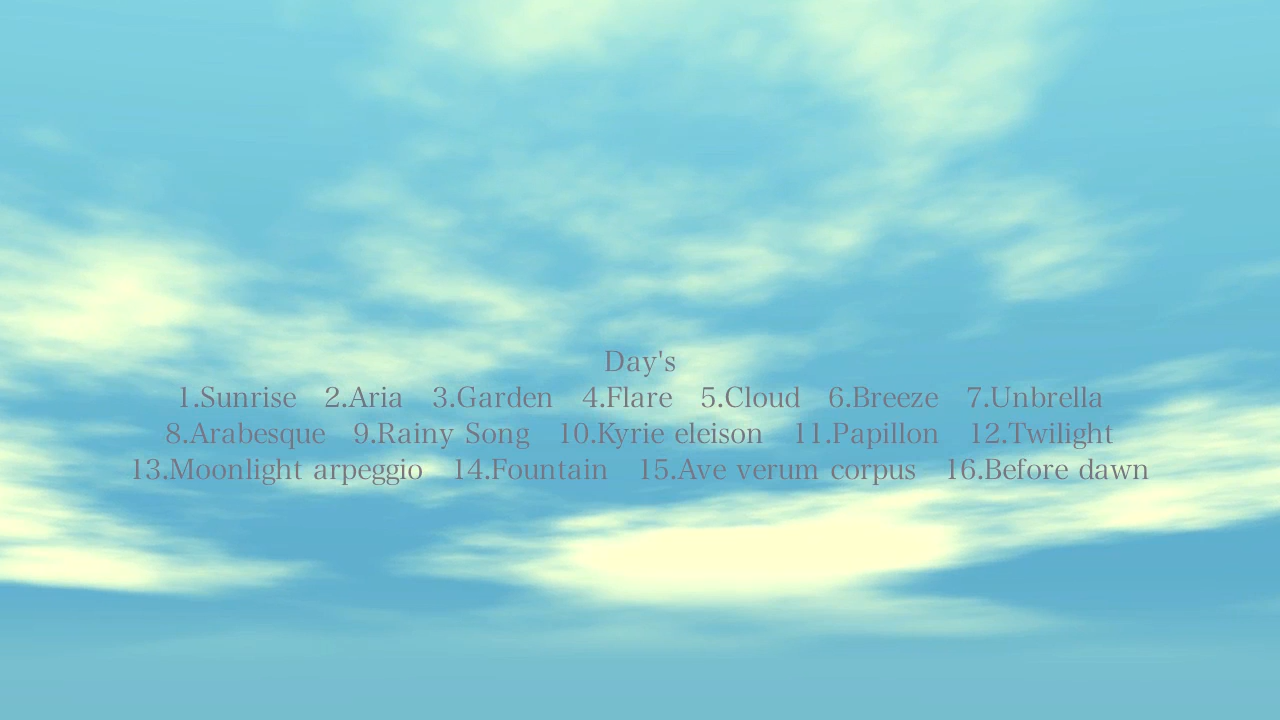 Day's
1.Sunrise 2.Aria 3.Garden 4.Flare 5.Cloud 6.Breeze 7.Unbrella
8.Arabesque 9.Rainy Song 10.Kyrie eleison 11.Papillon 12.Twilight
13.Moonlight arpeggio 14.Fountain 15.Ave verum corpus 16.Before dawn